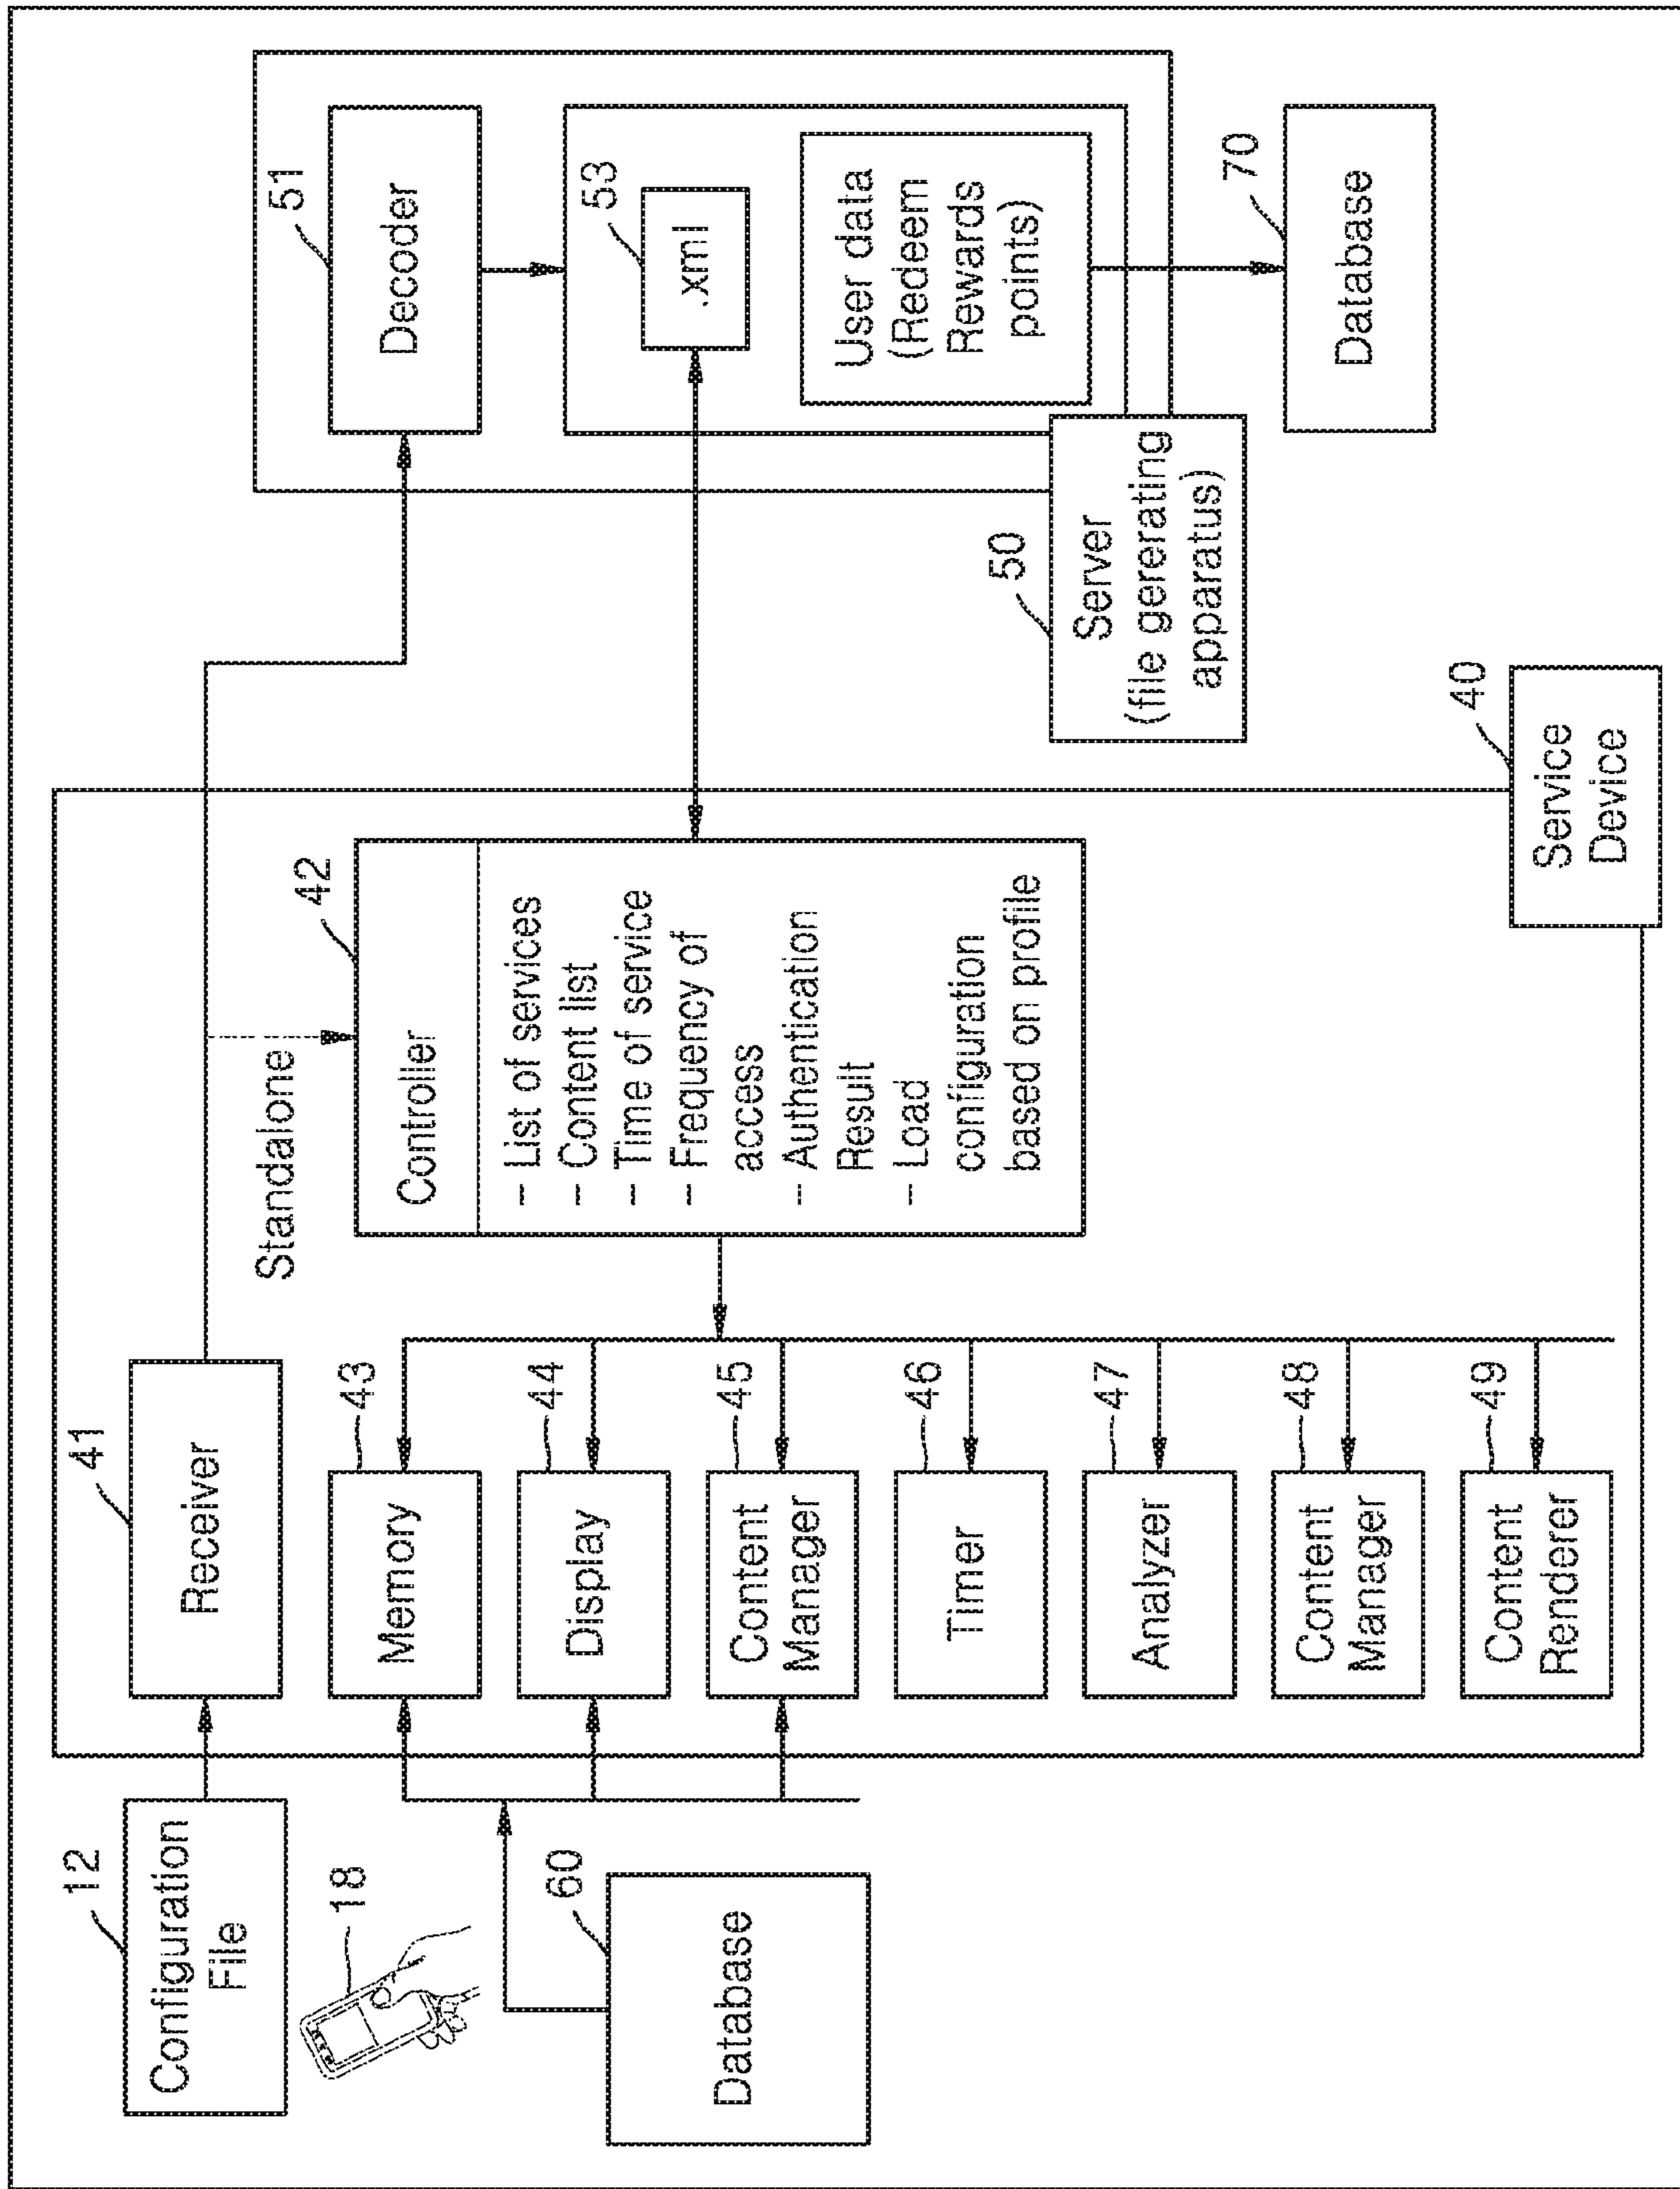 12
Configuration
File
18
60
Database
41
Receiver
43
Memory
44
Display
45
Content
Manager
46
Timer
47
Analyzer
48
Content
Manager
49
Content
Renderer
Standalone
42
Controller
- List of services
- Content list
- Time of service
- Frequency of
access
- Authentication
Result
- Load
configuration
based on profile
40
Service
Device
51
Decoder
53
.xml
User data
(Redeem
Rewards
points)
50
Server
(file gererating
apparatus)
70
Database